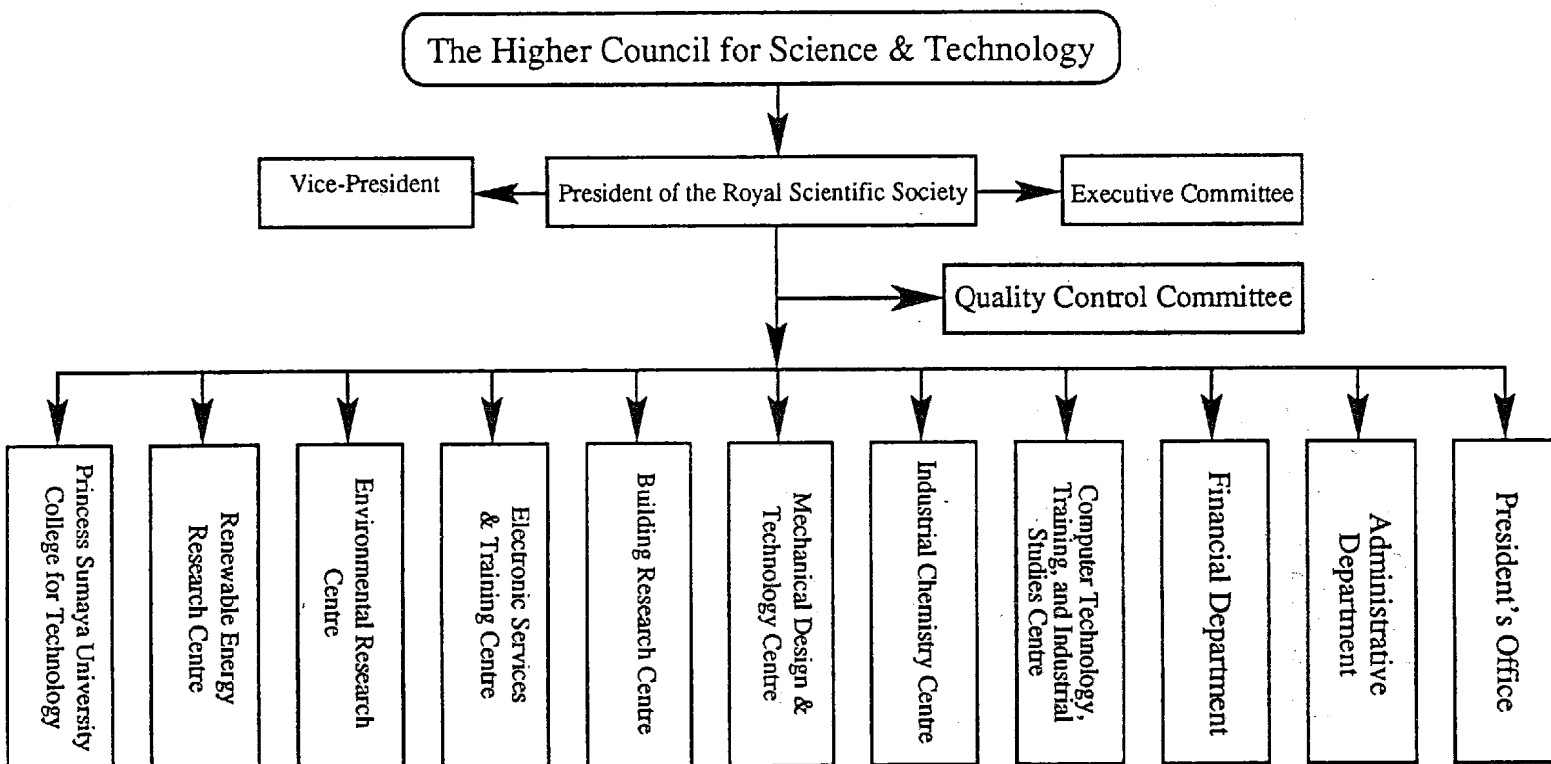 The Higher Council for Science & Technology
Vice-President
President of the Royal Scientific Society
Executive Committee
Quality Control Committee
Princess Sumaya University
College for Technology
Renewable Energy
Research Centre
Environmental Research
Centre
Electronic Services
& Training Centre
Building Research Centre
Mechanical Design &
Technology Centre
Industrial Chemistry Centre
Computer Technology,
Training, and Industrial
Studies Centre
Financial Department
Administrative
Department
President's Office